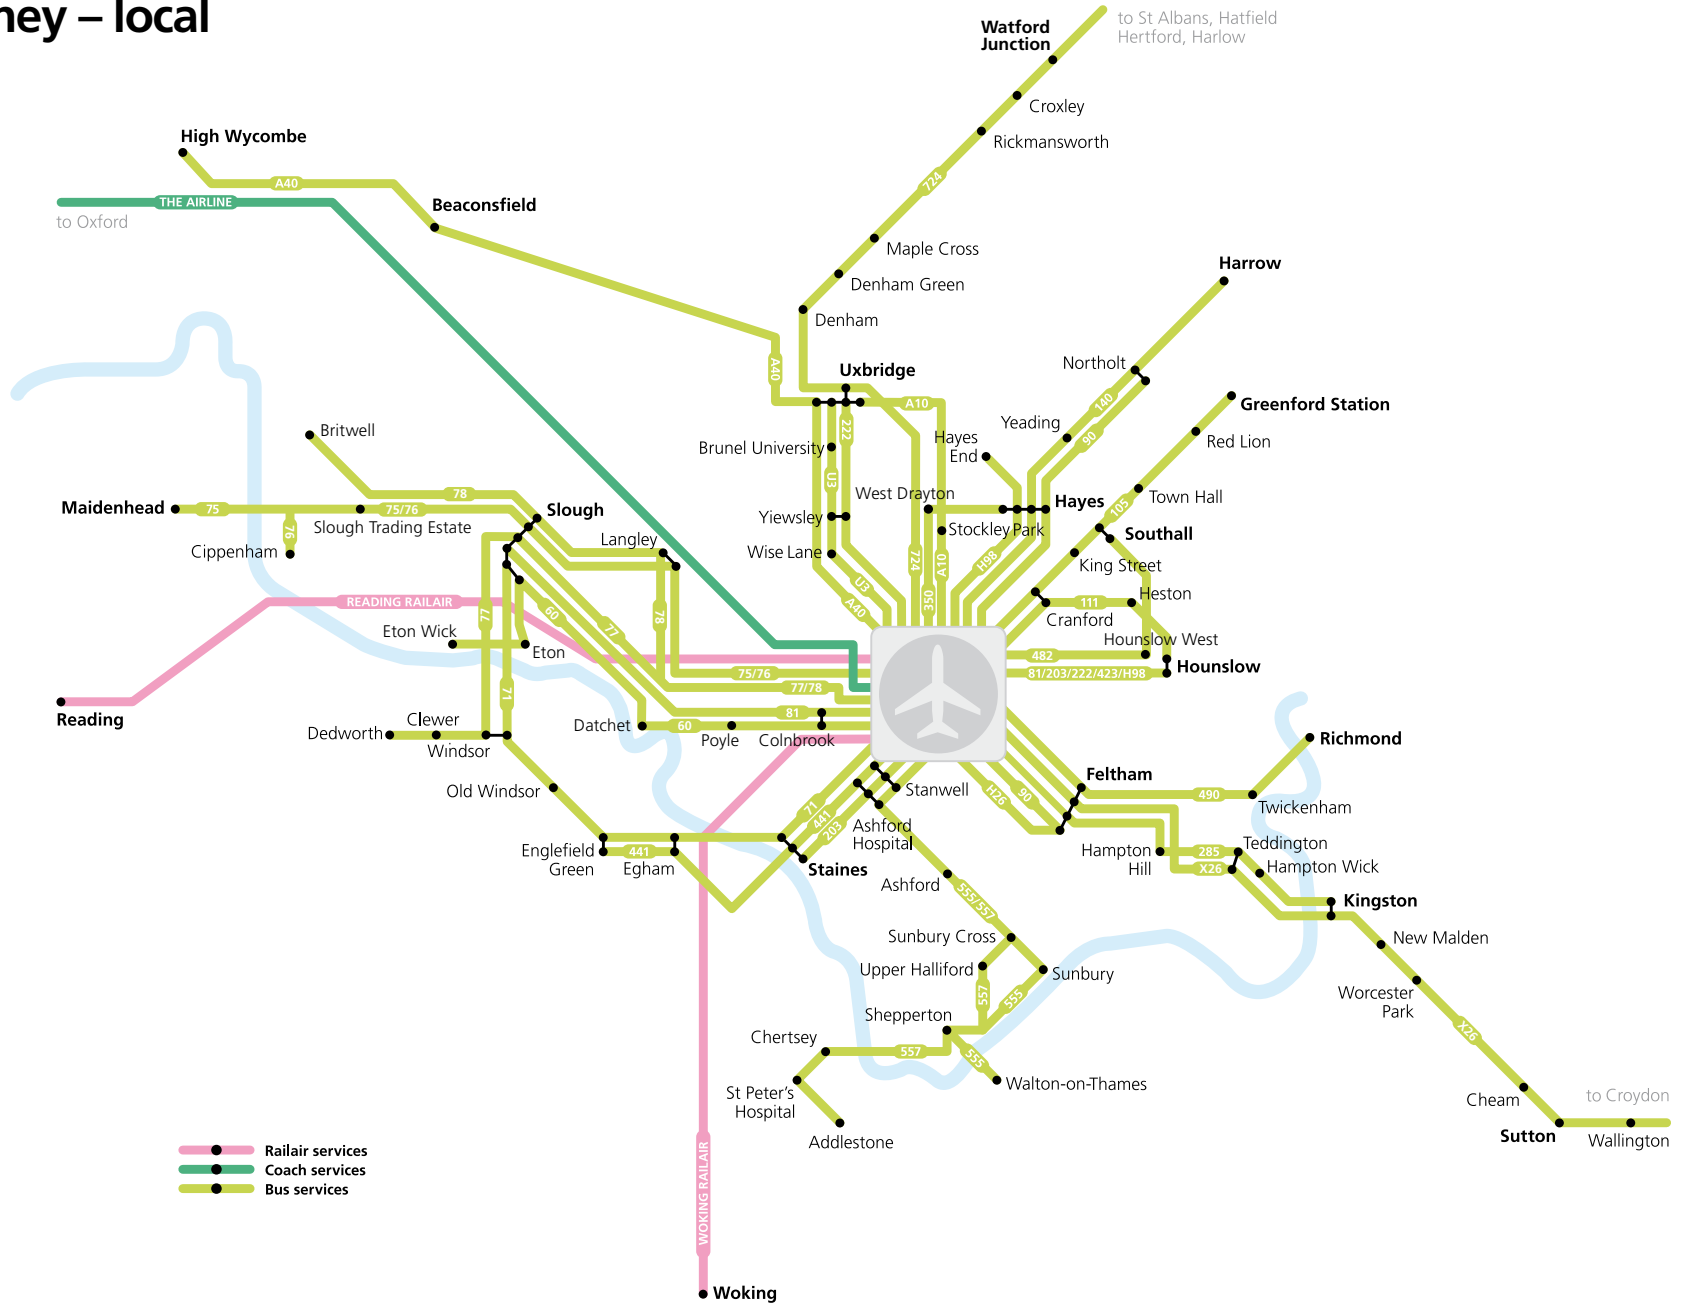 ney – local
to St Albans, Hatfield
Hertford, Harlow
Watford
Junction
Croxley
Rickmansworth
724
Maple Cross
Denham Green
Denham
High Wycombe
A40
THE AIRLINE
to Oxford
Beaconsfield
A40
Uxbridge
A10
222
Brunel University
U3
Yiewsley
Wise Lane
U3
A40
724
350
A10
West Drayton
Stockley Park
Hayes
End
Yeading
Northolt
Harrow
140
90
Hayes
H98
Greenford Station
Red Lion
Town Hall
105
Southall
King Street
Heston
111
Cranford
Hounslow West
482
Hounslow
81/203/222/423/H98
Britwell
78
Maidenhead
75
75/76
Slough Trading Estate
76
Cippenham
Slough
Langley
READING RAILAIR
Eton Wick
Eton
77
60
77
78
71
75/76
77/78
81
60
Reading
Dedworth
Clewer
Windsor
Datchet
Poyle
Colnbrook
Old Windsor
Englefield
Green
441
Egham
71
441
203
Staines
Stanwell
Ashford
Hospital
Ashford
555/557
Sunbury Cross
Upper Halliford
Sunbury
557
555
Shepperton
Chertsey
557
555
Walton-on-Thames
St Peter’s
Hospital
Addlestone
H26
90
Feltham
490
Richmond
Twickenham
Hampton
Hill
285
X26
Teddington
Hampton Wick
Kingston
New Malden
Worcester
Park
X26
Cheam
Sutton
to Croydon
Wallington
WOKING RAILAIR
Woking
Railair services
Coach services
Bus services